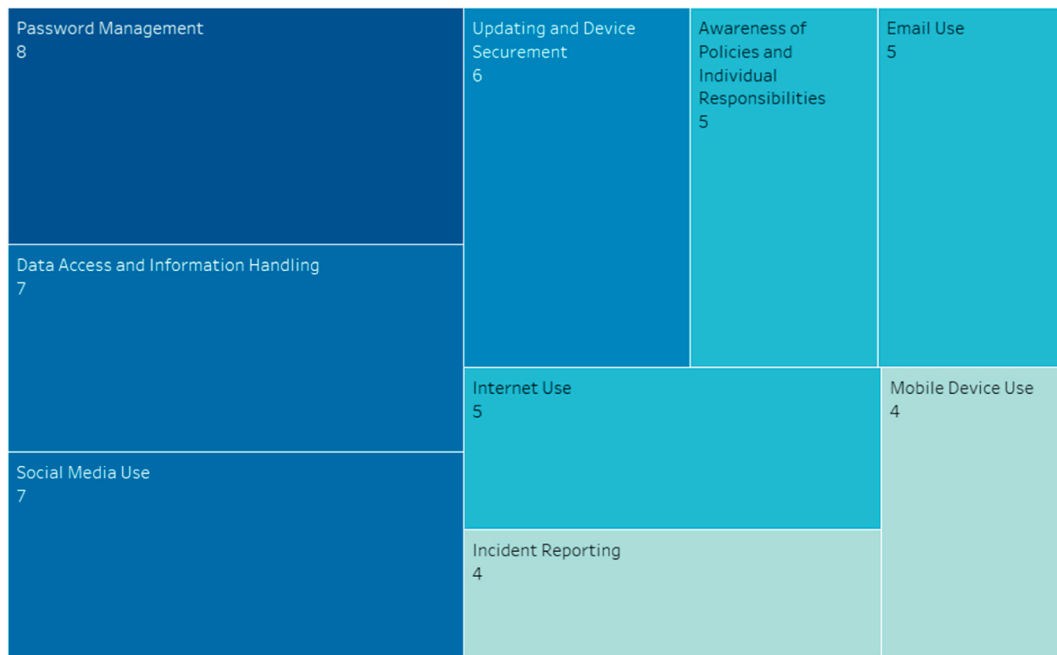 Password Management
8
Data Access and Information Handling
7
Social Media Use
7
Updating and Device
Securement
6
Awareness of
Policies and
Individual
Responsibilities
5
Email Use
5
Internet Use
5
Incident Reporting
4
Mobile Device Use
4